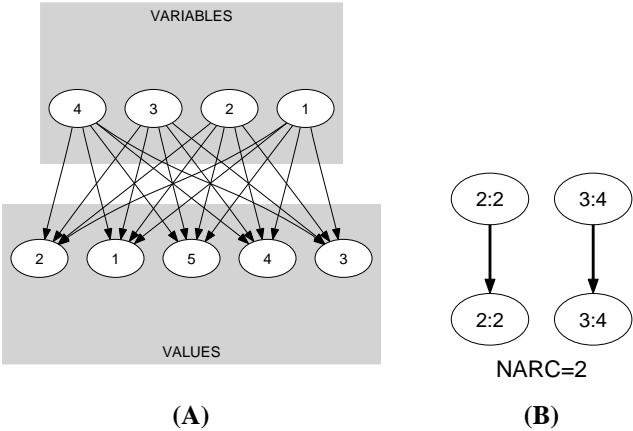 VARIABLES
4 3 2 1
2 1 5 4 3
VALUES
(A)
2:2 3:4
2:2 3:4
NARC=2
(B)